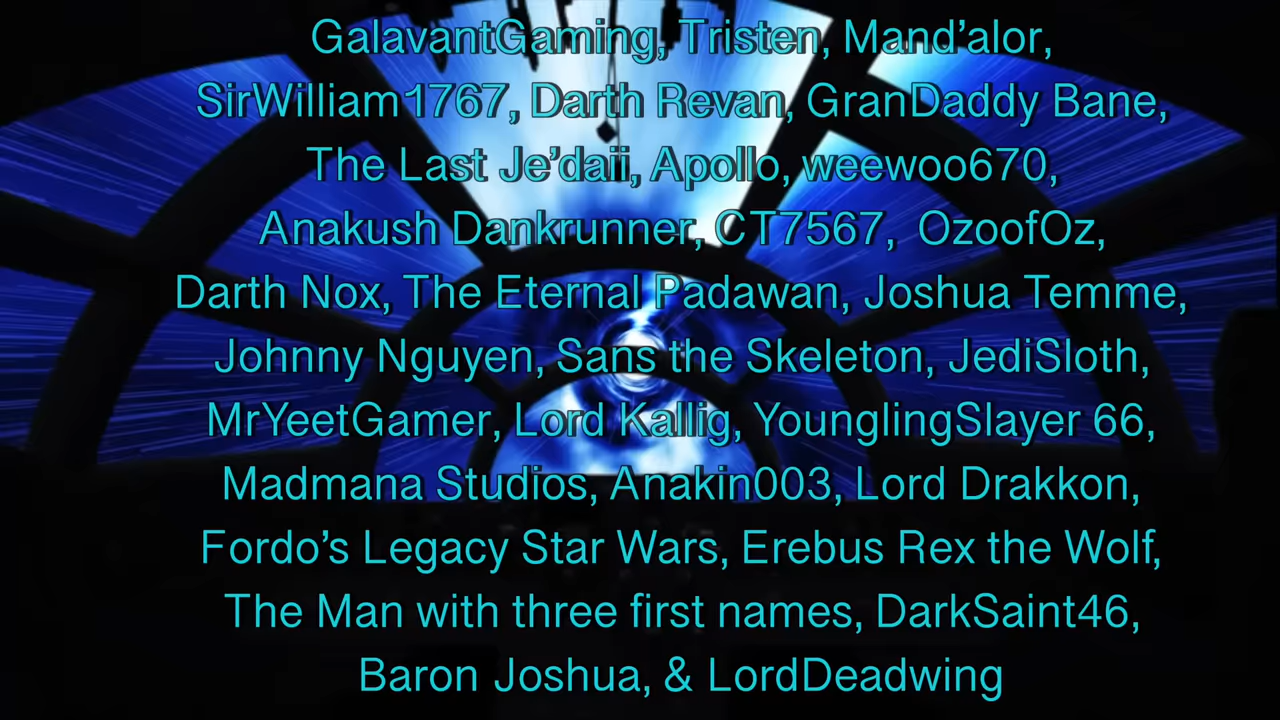 GalavantGaming, Tristen, Mand’alor,
SirWilliam1767, Darth Revan, GranDaddy Bane,
The Last Je’daii, Apollo, weewoo670,
Anakush Dankrunner, CT7567, OzoofOz,
Darth Nox, The Eternal Padawan, Joshua Temme,
Johnny Nguyen, Sans the Skeleton, JediSloth,
MrYeetGamer, Lord Kallig, YounglingSlayer 66,
Madmana Studios, Anakin003, Lord Drakkon,
Fordo’s Legacy Star Wars, Erebus Rex the Wolf,
The Man with three first names, DarkSaint46,
Baron Joshua, & LordDeadwing